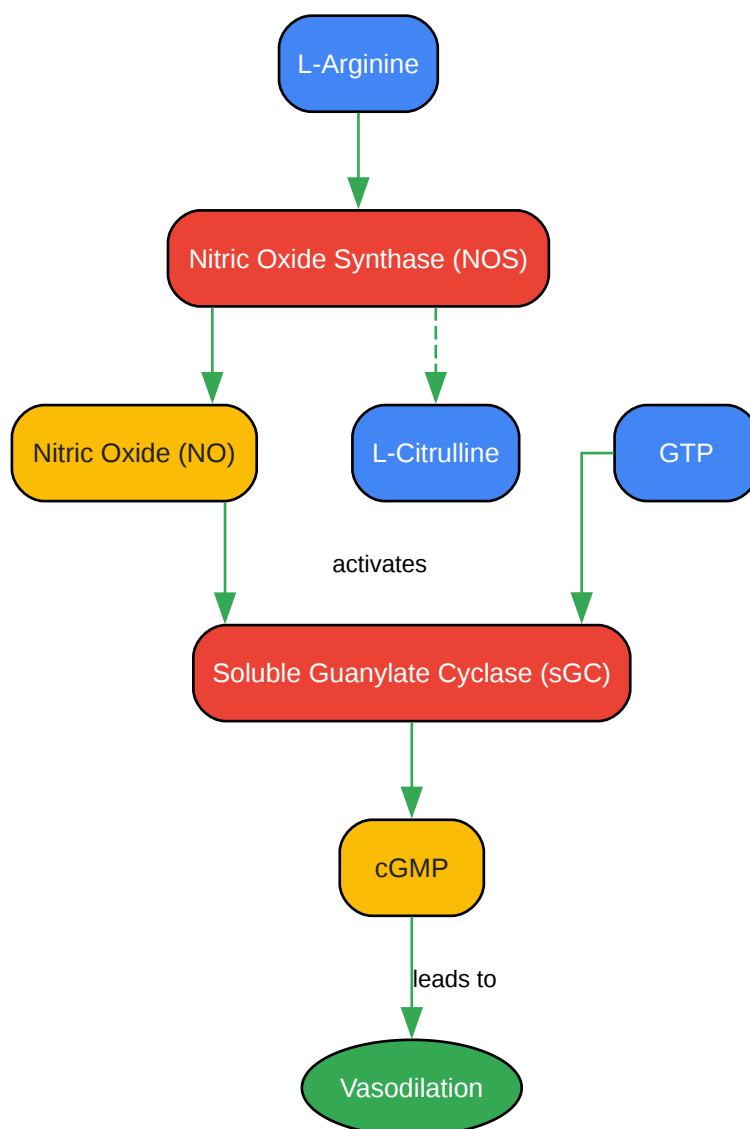 L-Arginine
Nitric Oxide Synthase (NOS)
Nitric Oxide (NO)
L-Citrulline
GTP
activates
Soluble Guanylate Cyclase (sGC)
cGMP
leads to
Vasodilation